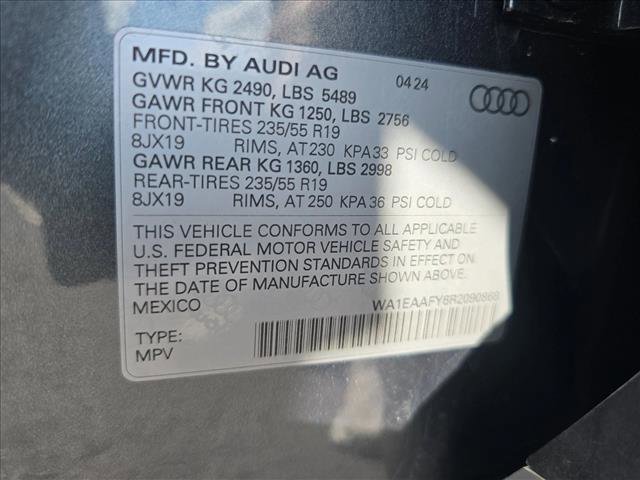 MFD. BY AUDI AG 04 24
GVWR KG 2490, LBS 5489
GAWR FRONT KG 1250, LBS 2756
FRONT-TIRES 235/55 R19
8JX19 RIMS, AT 230 KPA 33 PSI COLD
GAWR REAR KG 1360, LBS 2998
REAR-TIRES 235/55 R19
8JX19 RIMS, AT 250 KPA 36 PSI COLD
THIS VEHICLE CONFORMS TO ALL APPLICABLE
U.S. FEDERAL MOTOR VEHICLE SAFETY AND
THEFT PREVENTION STANDARDS IN EFFECT ON
THE DATE OF MANUFACTURE SHOWN ABOVE.
MEXICO WA1EAAFY6R2090868
TYPE:
MPV